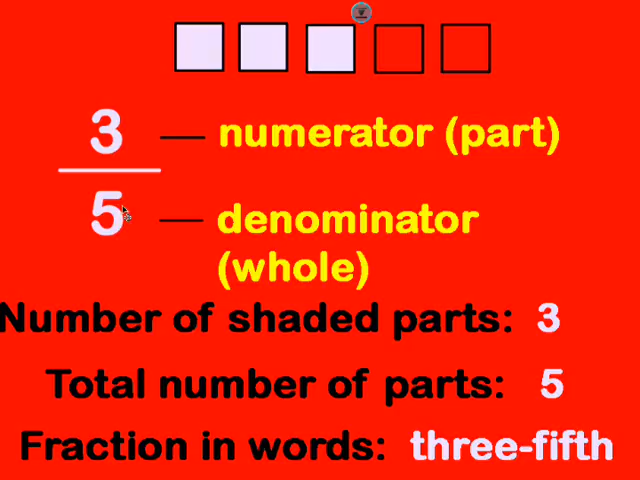 3 — numerator (part)
5 — denominator
(whole)
Number of shaded parts: 3
Total number of parts: 5
Fraction in words: three-fifth